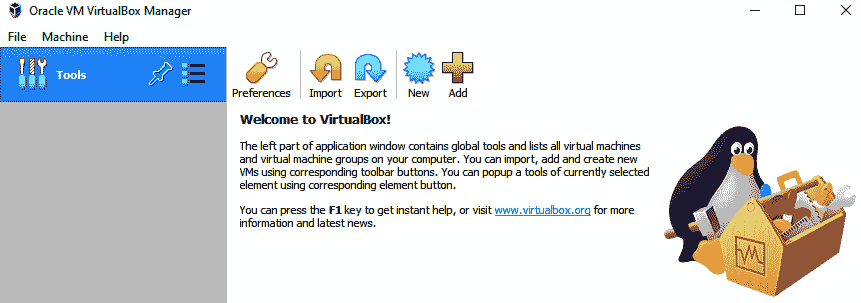 Oracle VM VirtualBox Manager
File Machine Help
Tools
Preferences Import Export New Add
Welcome to VirtualBox!
The left part of application window contains global tools and lists all virtual machines
and virtual machine groups on your computer. You can import, add and create new
VMs using corresponding toolbar buttons. You can popup a tools of currently selected
element using corresponding element button.
You can press the F1 key to get instant help, or visit www.virtualbox.org for more
information and latest news.